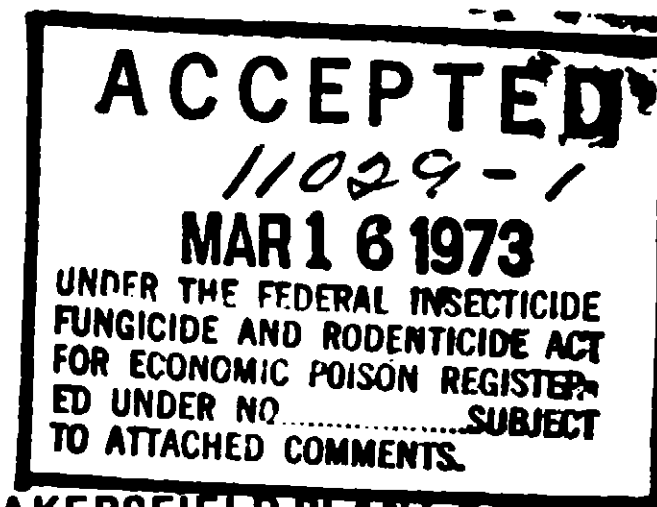 ACCEPTED
11029-1
MAR 16 1973
UNDER THE FEDERAL INSECTICIDE
FUNGICIDE AND RODENTICIDE ACT
FOR ECONOMIC POISON REGISTER-
ED UNDER NO..................SUBJECT
TO ATTACHED COMMENTS.